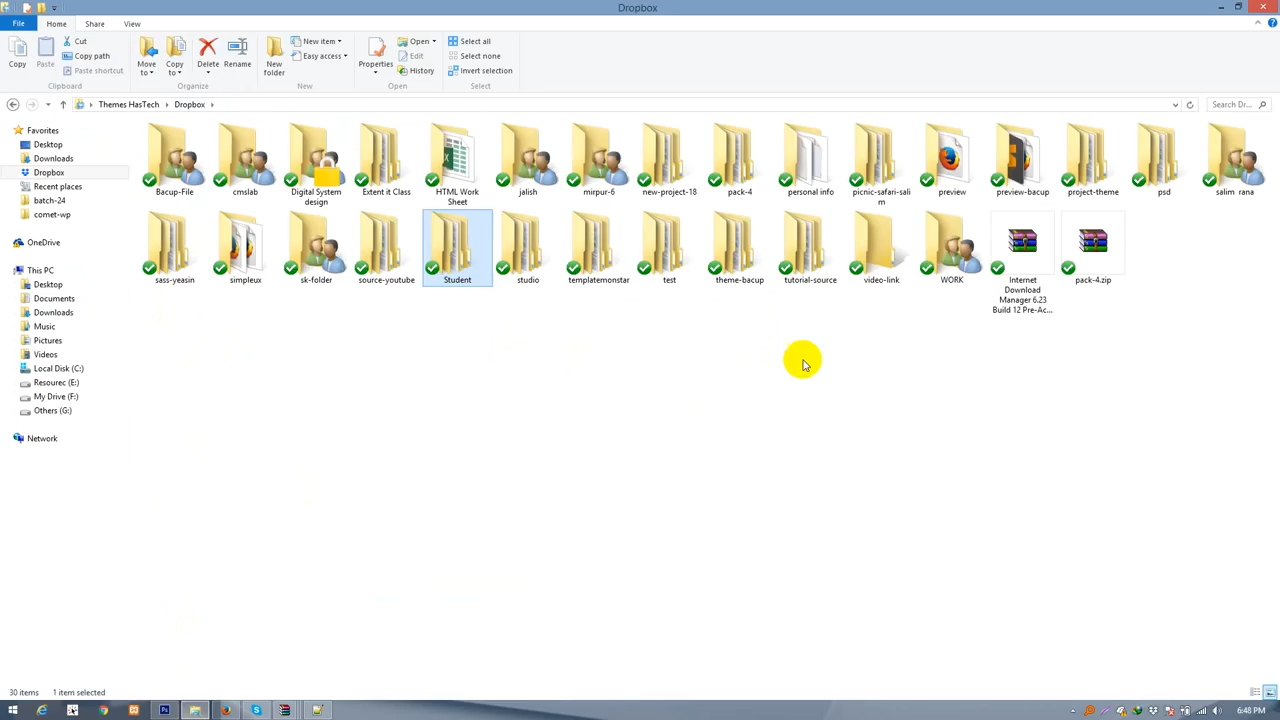 Dropbox
File Home Share View
Copy
Paste
Cut
Copy path
Paste shortcut
Clipboard
Move to
Copy to
Delete
Rename
Organize
New folder
New item
Easy access
New
Properties
Open
Edit
History
Open
Select all
Select none
Invert selection
Select
Themes HasTech Dropbox
Search Dr...
Favorites
Desktop
Downloads
Dropbox
Recent places
batch-24
comet-wp
OneDrive
This PC
Desktop
Documents
Downloads
Music
Pictures
Videos
Local Disk (C:)
Resourec (E:)
My Drive (F:)
Others (G:)
Network
Bacup-File
cmslab
Digital System design
Extent it Class
HTML Work Sheet
jalish
mirpur-6
new-project-18
pack-4
personal info
picnic-safari-salim
preview
preview-bacup
project-theme
psd
salim rana
sass-yeasin
simpleux
sk-folder
source-youtube
Student
studio
templatemonstar
test
theme-bacup
tutorial-source
video-link
WORK
Internet
Download
Manager 6.23
Build 12 Pre-Ac...
pack-4.zip
30 items 1 item selected
6:48 PM